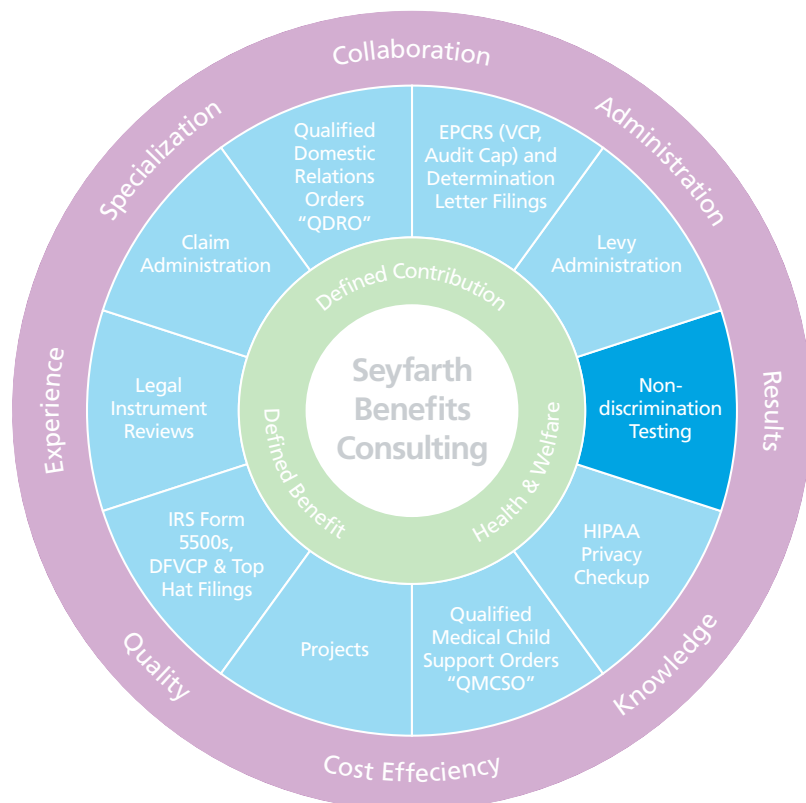 Collaboration
Administration
Results
Knowledge
Cost Effeciency
Quality
Experience
Specialization
Qualified
Domestic
Relations
Orders
“QDRO”
EPCRS (VCP,
Audit Cap) and
Determination
Letter Filings
Levy
Administration
Non-
discrimination
Testing
HIPAA
Privacy
Checkup
Qualified
Medical Child
Support Orders
“QMCSO”
Projects
IRS Form
5500s,
DFVCP & Top
Hat Filings
Legal
Instrument
Reviews
Claim
Administration
Defined Contribution
Health & Welfare
Defined Benefit
Seyfarth
Benefits
Consulting